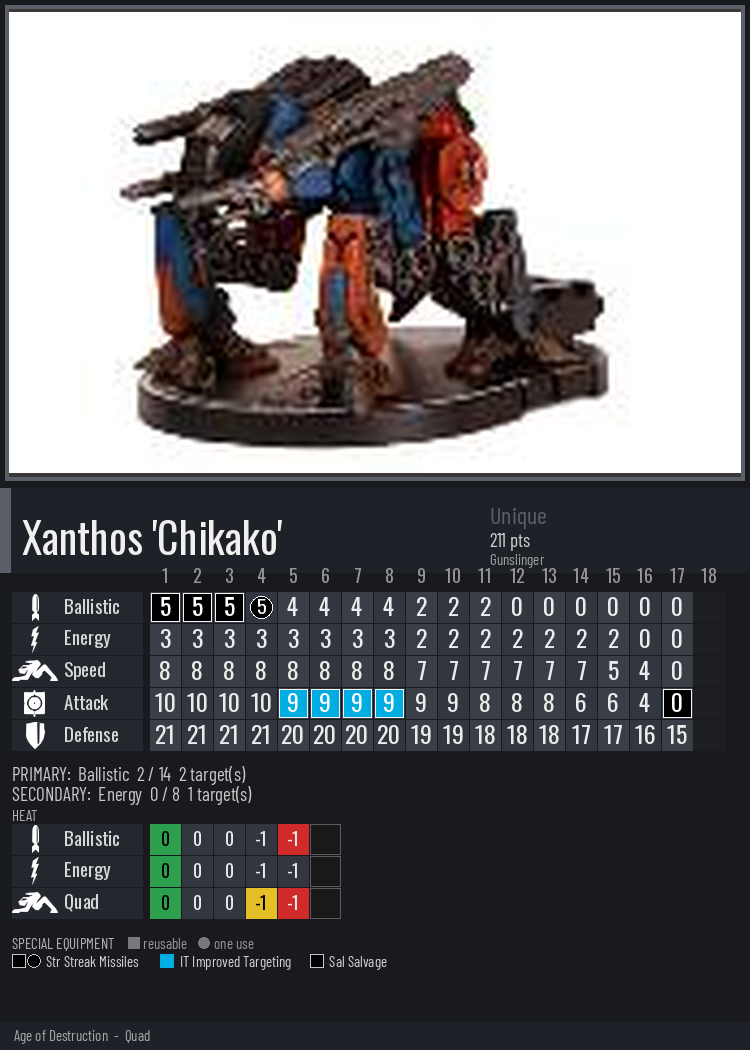 Xanthos 'Chikako'
Unique
211 pts
Gunslinger
1 2 3 4 5 6 7 8 9 10 11 12 13 14 15 16 17 18
Ballistic 5 5 5 5 4 4 4 4 2 2 2 0 0 0 0 0 0
Energy 3 3 3 3 3 3 3 3 2 2 2 2 2 2 2 0 0
Speed 8 8 8 8 8 8 8 8 7 7 7 7 7 7 5 4 0
Attack 10 10 10 10 9 9 9 9 9 9 8 8 8 6 6 4 0
Defense 21 21 21 21 20 20 20 20 19 19 18 18 18 17 17 16 15
PRIMARY: Ballistic 2 / 14 2 target(s)
SECONDARY: Energy 0 / 8 1 target(s)
HEAT
Ballistic 0 0 0 -1 -1
Energy 0 0 0 -1 -1
Quad 0 0 0 -1 -1
SPECIAL EQUIPMENT reusable one use
Str Streak Missiles IT Improved Targeting Sal Salvage
Age of Destruction - Quad